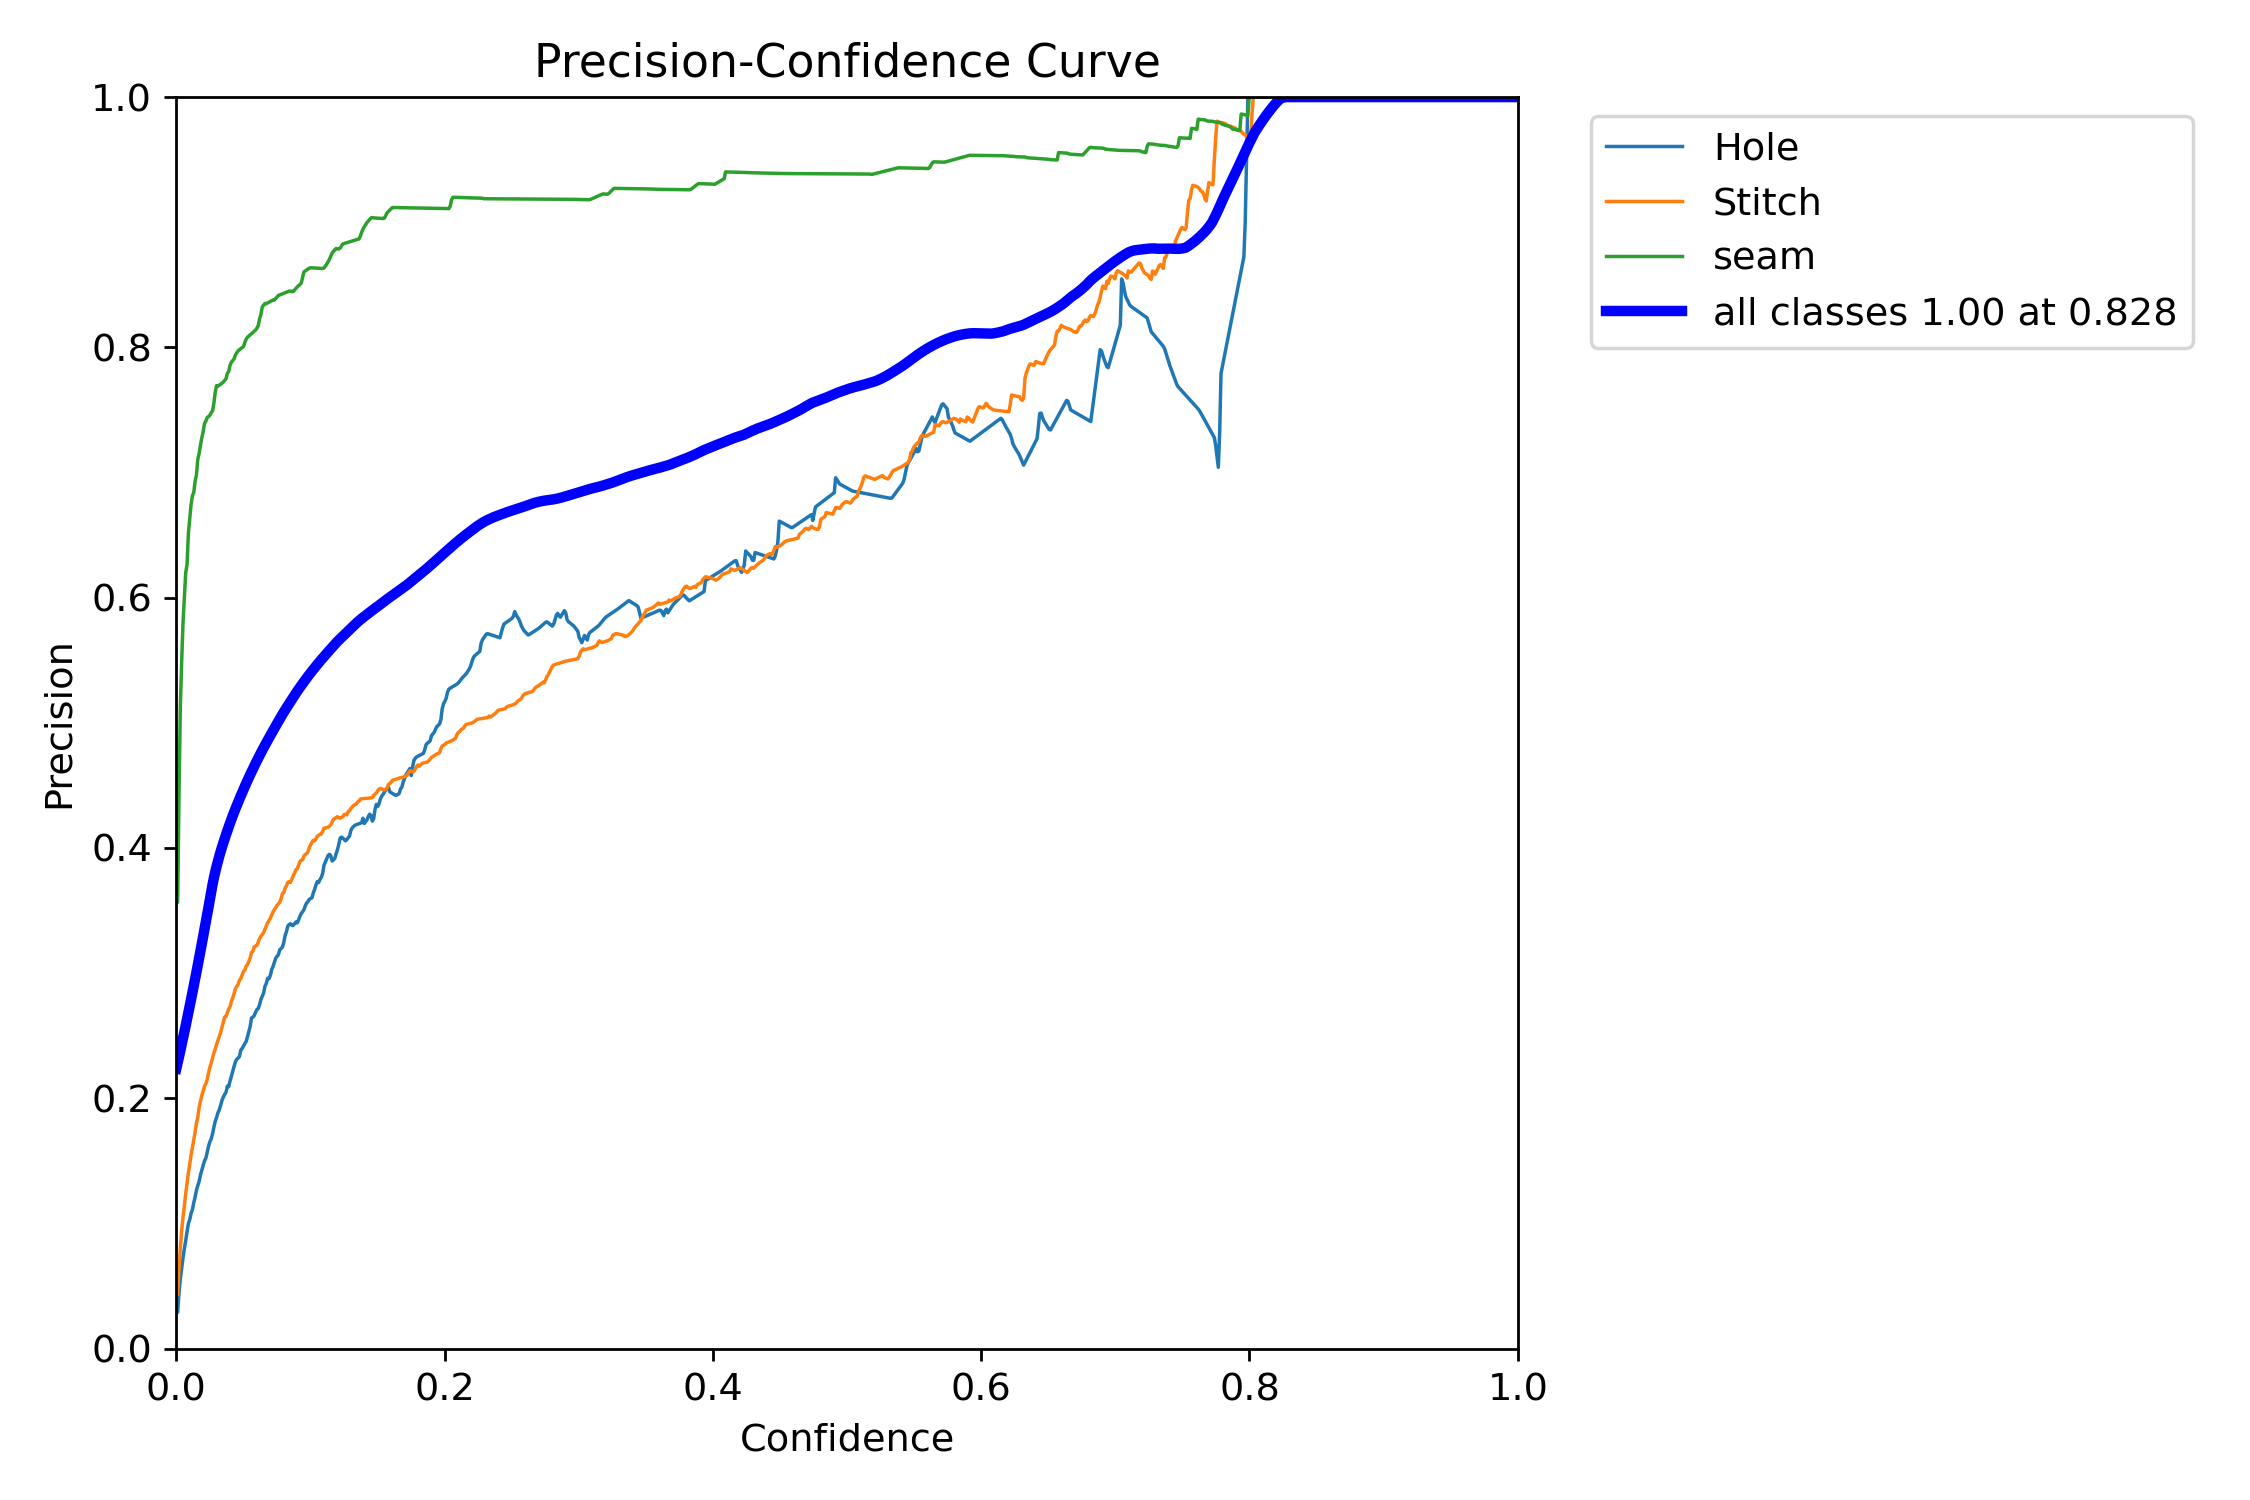 Precision-Confidence Curve
1.0
0.8
0.6
0.4
0.2
0.0
Precision
0.0 0.2 0.4 0.6 0.8 1.0
Confidence
Hole
Stitch
seam
all classes 1.00 at 0.828